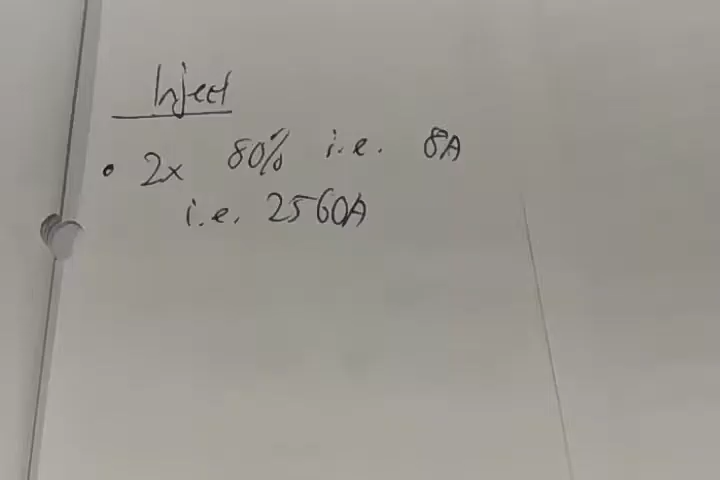 Inject
• 2x 80% i.e. 8A
i.e. 2560A